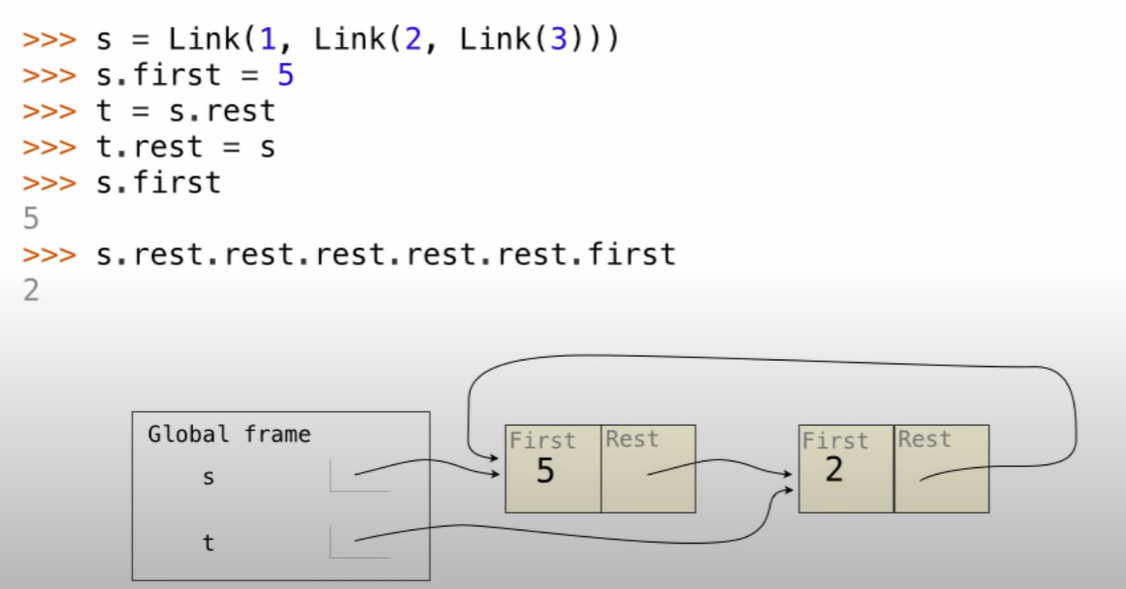 >>> s = Link(1, Link(2, Link(3)))
>>> s.first = 5
>>> t = s.rest
>>> t.rest = s
>>> s.first
5
>>> s.rest.rest.rest.rest.rest.first
2
Global frame
s
t
First Rest
5
First Rest
2